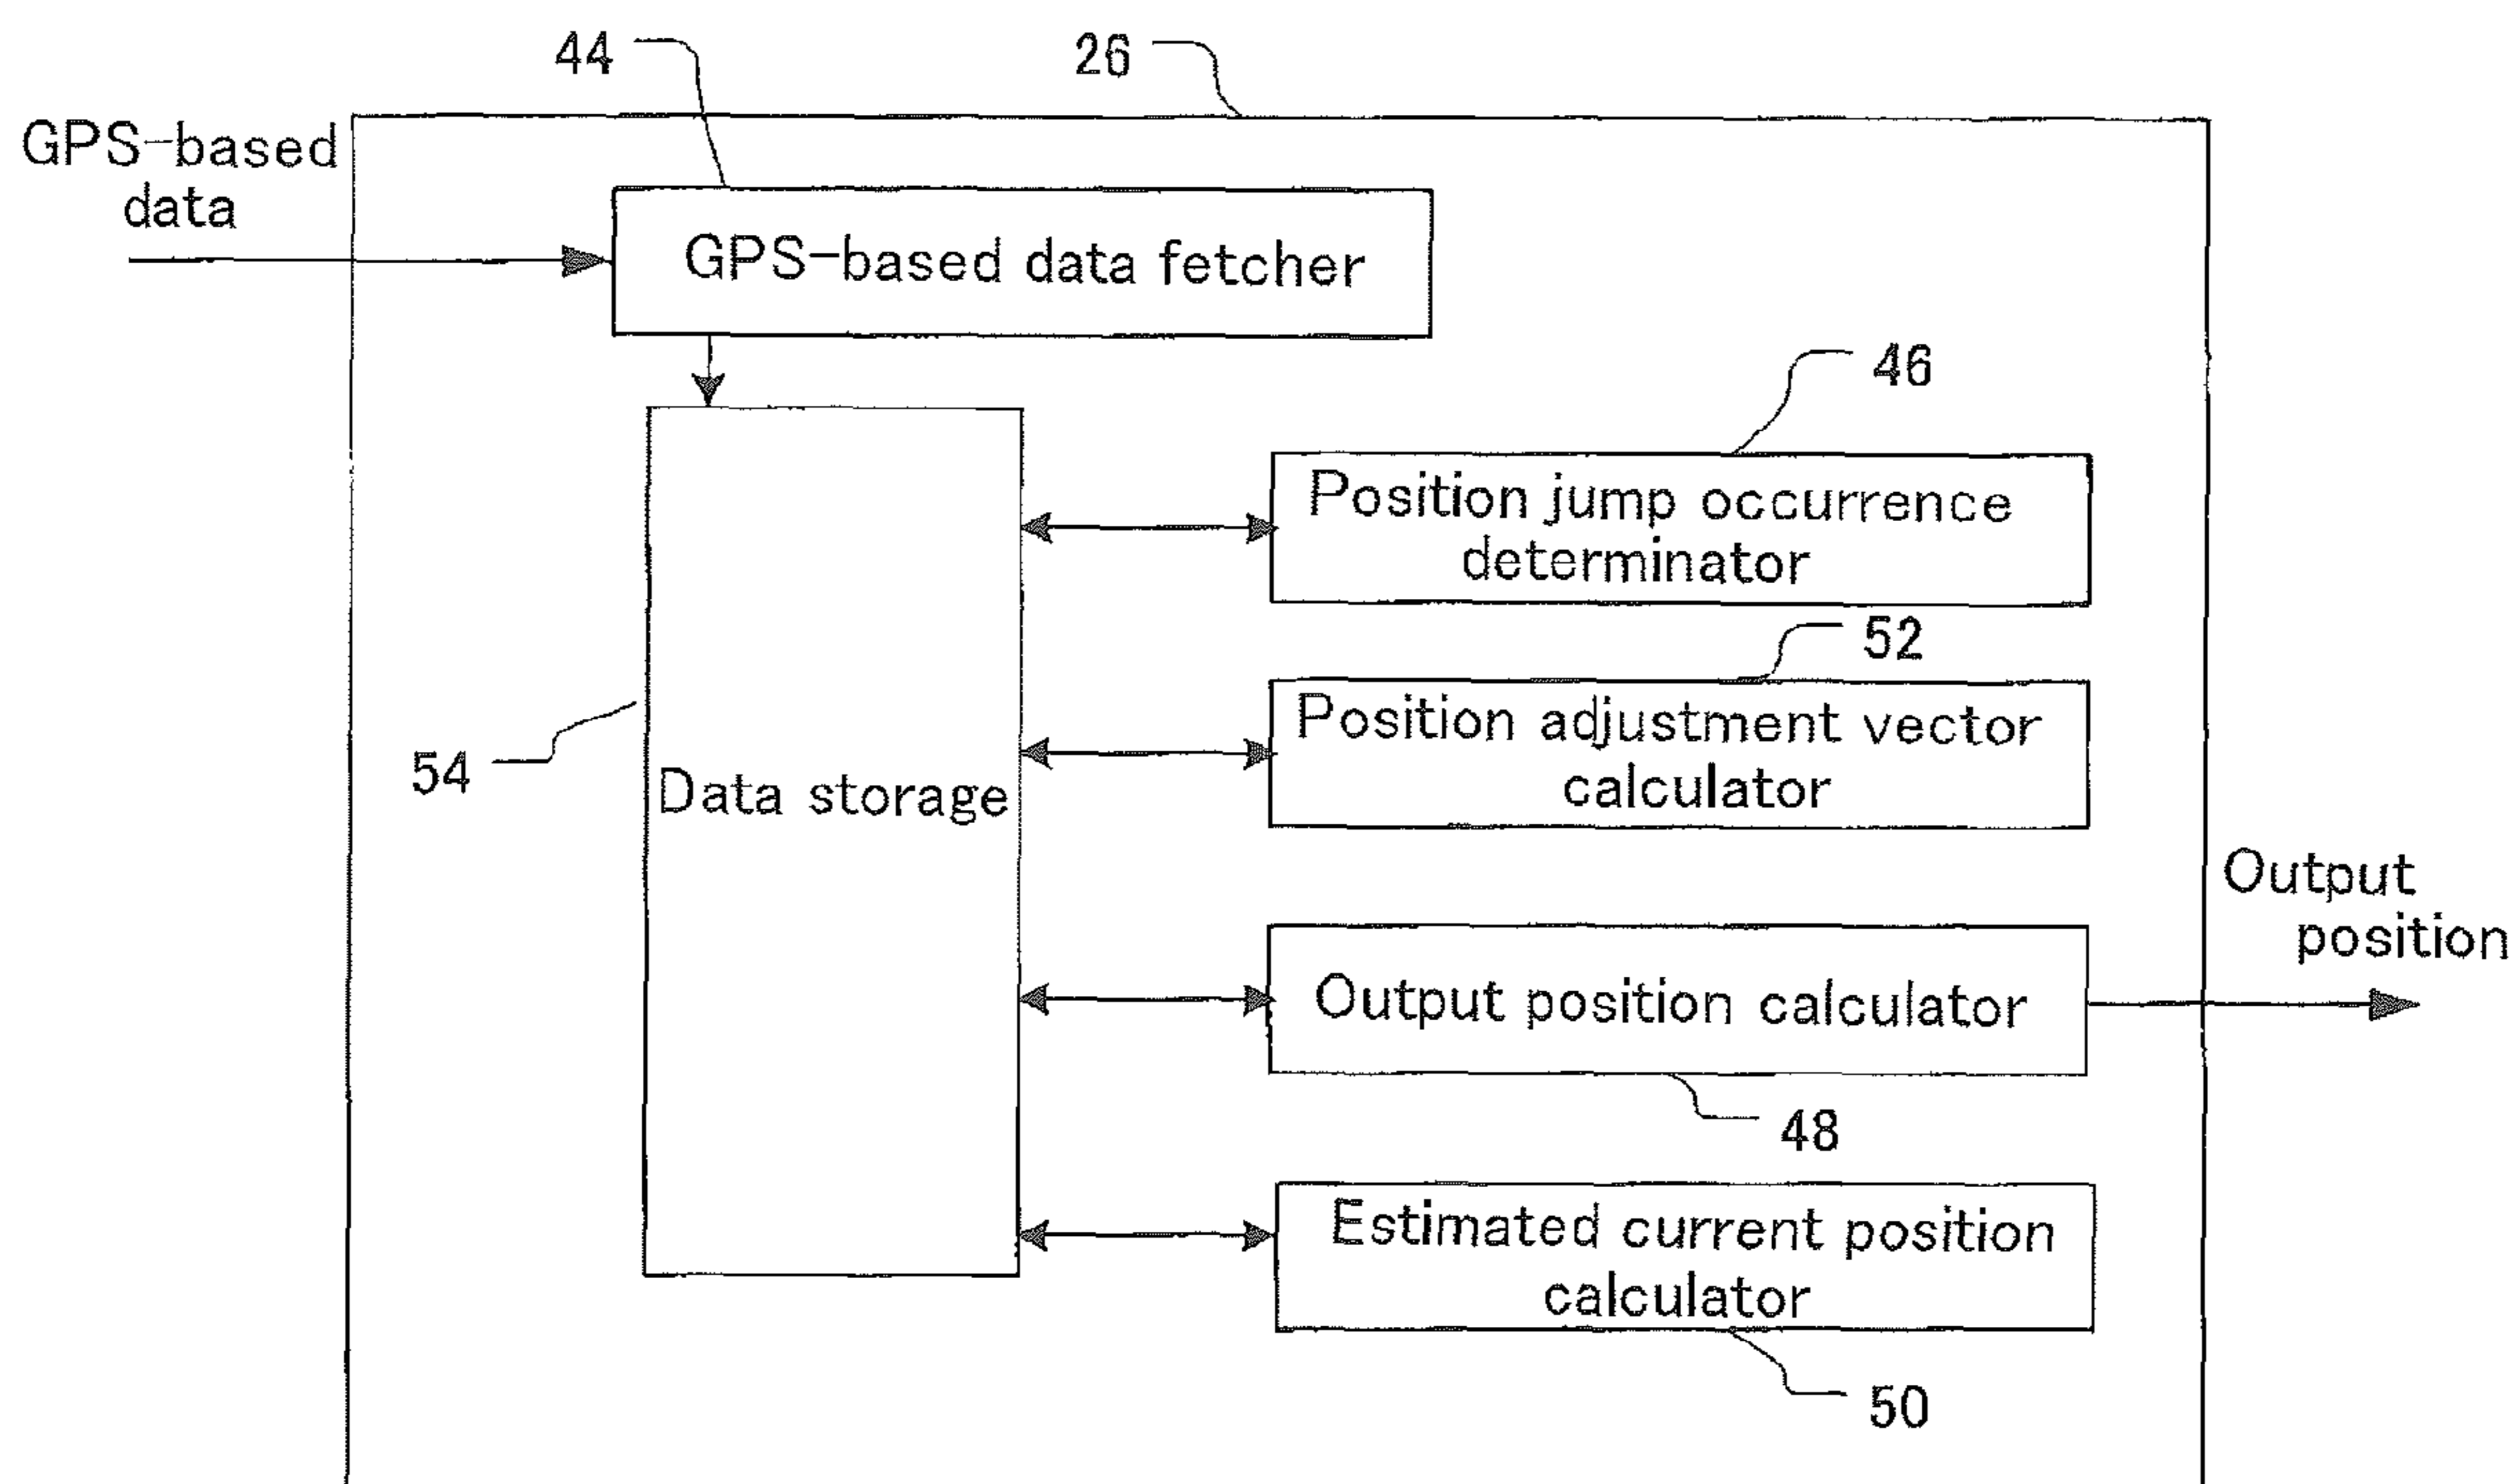 44
26
GPS-based
data
GPS-based data fetcher
46
Position jump occurrence
determinator
52
Position adjustment vector
calculator
54
Data storage
Output
position
Output position calculator
48
Estimated current position
calculator
50